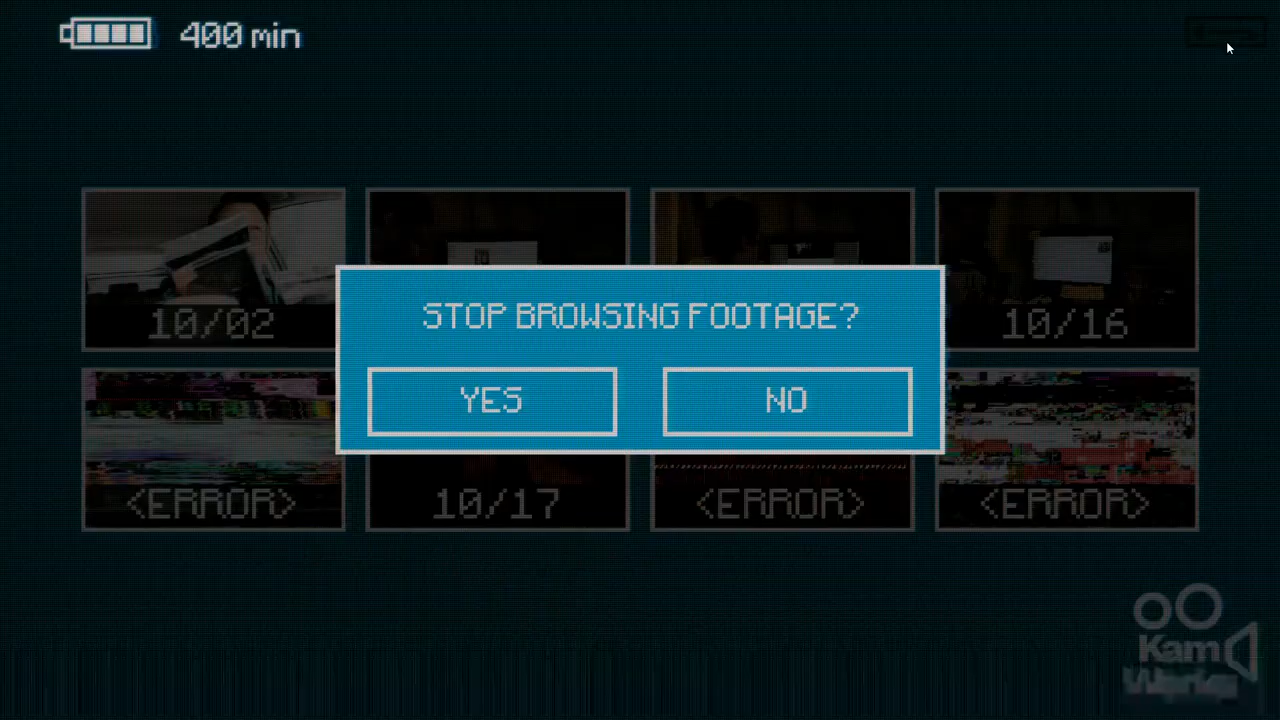 400 min
10/02
10/16
STOP BROWSING FOOTAGE?
YES
NO
<ERROR>
10/17
<ERROR>
<ERROR>
Kam